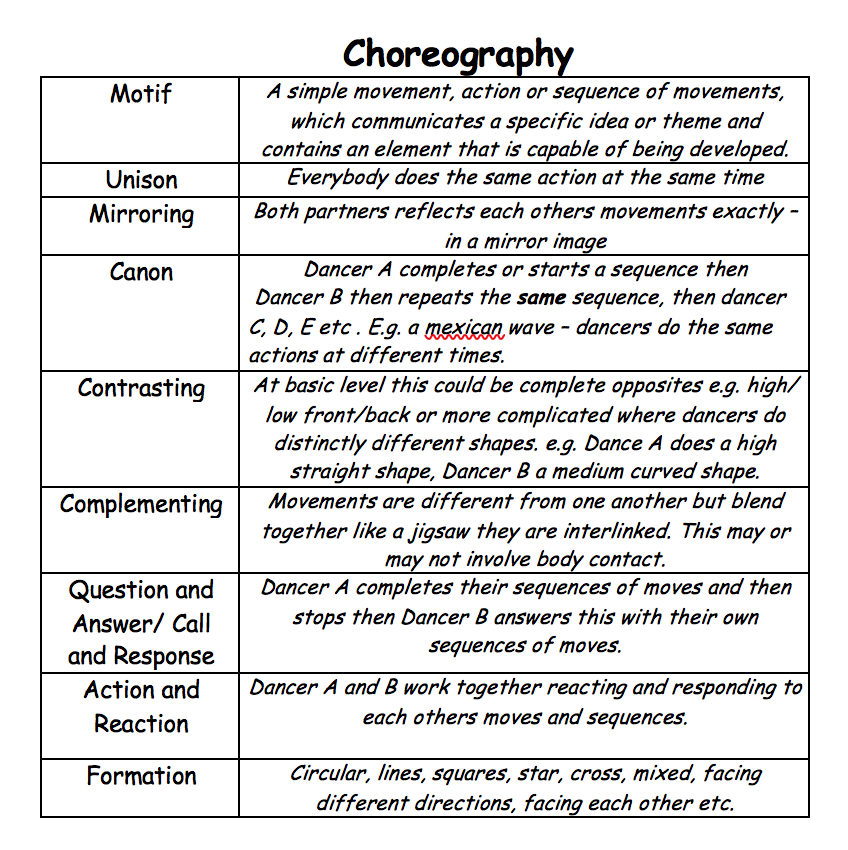 Choreography
Motif
A simple movement, action or sequence of movements,
which communicates a specific idea or theme and
contains an element that is capable of being developed.
Unison
Everybody does the same action at the same time
Mirroring
Both partners reflects each others movements exactly –
in a mirror image
Canon
Dancer A completes or starts a sequence then
Dancer B then repeats the same sequence, then dancer
C, D, E etc . E.g. a mexican wave – dancers do the same
actions at different times.
Contrasting
At basic level this could be complete opposites e.g. high/
low front/back or more complicated where dancers do
distinctly different shapes. e.g. Dance A does a high
straight shape, Dancer B a medium curved shape.
Complementing
Movements are different from one another but blend
together like a jigsaw they are interlinked. This may or
may not involve body contact.
Question and
Answer/ Call
and Response
Dancer A completes their sequences of moves and then
stops then Dancer B answers this with their own
sequences of moves.
Action and
Reaction
Dancer A and B work together reacting and responding to
each others moves and sequences.
Formation
Circular, lines, squares, star, cross, mixed, facing
different directions, facing each other etc.